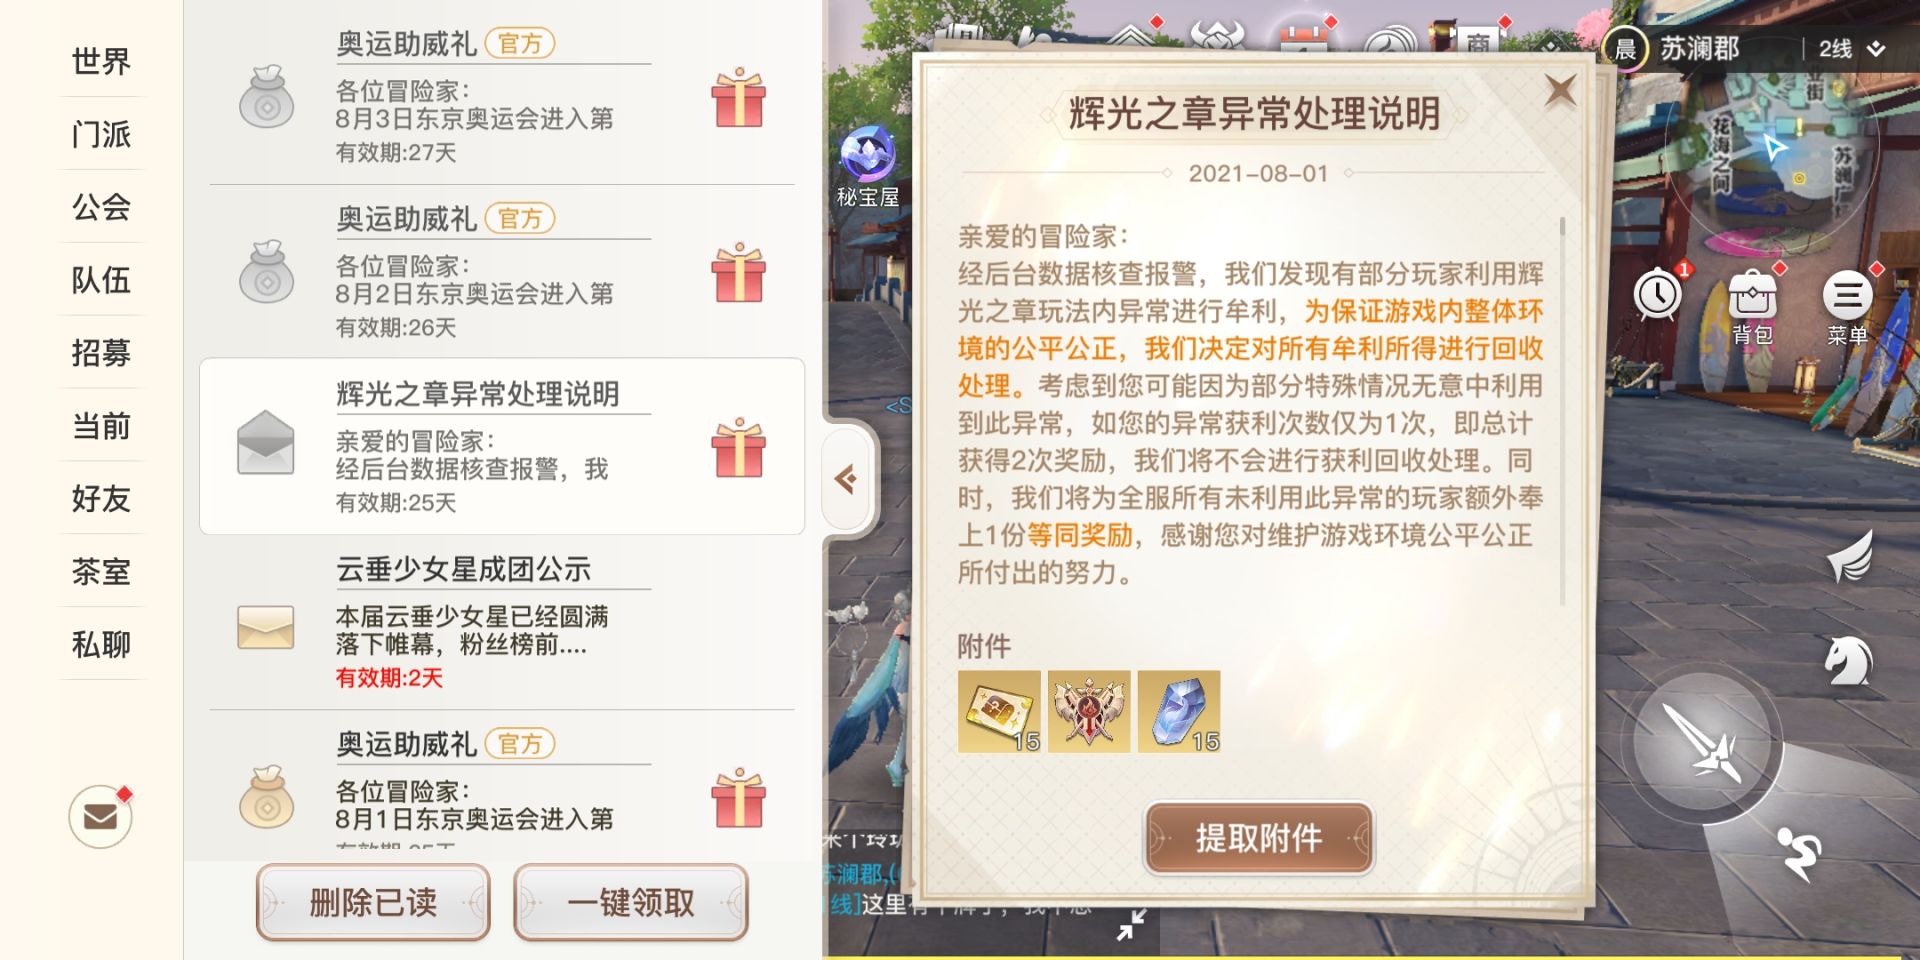 世界
门派
公会
队伍
招募
当前
好友
茶室
私聊
奥运助威礼 官方
各位冒险家：
8月3日东京奥运会进入第
有效期:27天
奥运助威礼 官方
各位冒险家：
8月2日东京奥运会进入第
有效期:26天
辉光之章异常处理说明
亲爱的冒险家：
经后台数据核查报警，我
有效期:25天
云垂少女星成团公示
本届云垂少女星已经圆满
落下帷幕，粉丝榜前....
有效期:2天
奥运助威礼 官方
各位冒险家：
8月1日东京奥运会进入第
删除已读
一键领取
秘宝屋
辉光之章异常处理说明
2021-08-01
亲爱的冒险家：
经后台数据核查报警，我们发现有部分玩家利用辉
光之章玩法内异常进行牟利，为保证游戏内整体环
境的公平公正，我们决定对所有牟利所得进行回收
处理。考虑到您可能因为部分特殊情况无意中利用
到此异常，如您的异常获利次数仅为1次，即总计
获得2次奖励，我们将不会进行获利回收处理。同
时，我们将为全服所有未利用此异常的玩家额外奉
上1份等同奖励，感谢您对维护游戏环境公平公正
所付出的努力。
附件
15
15
提取附件
商
晨
苏澜郡
2线
街
花海之间
苏澜广
1
背包
菜单
苏澜郡,(
线]这里有